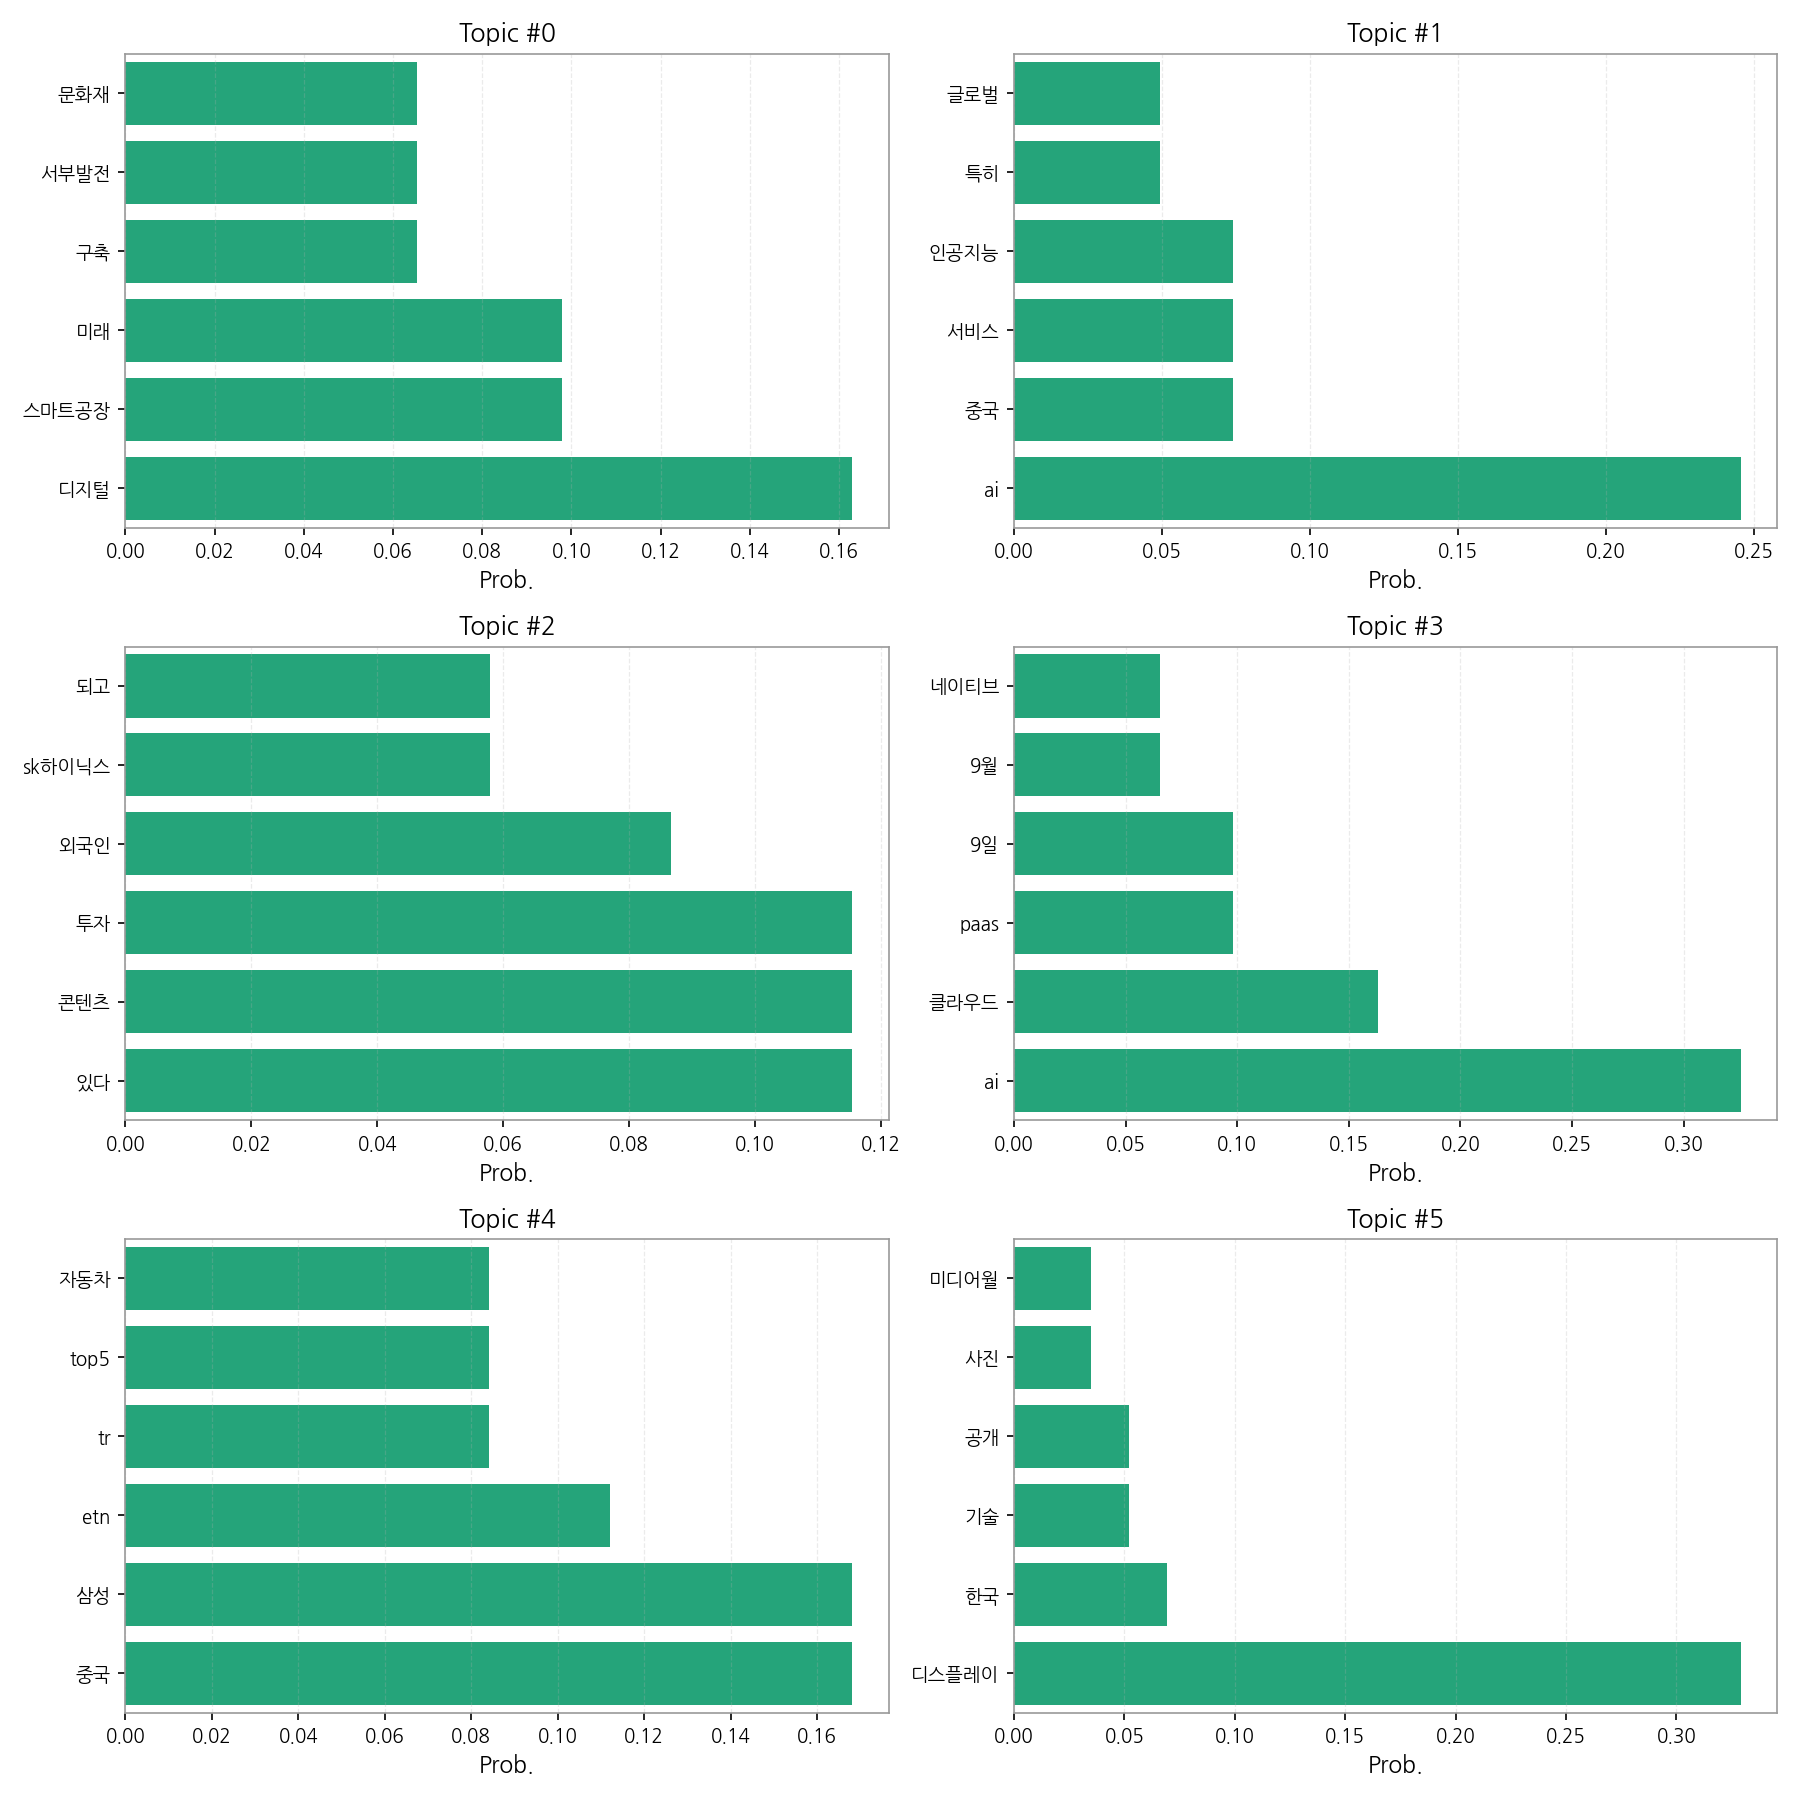 Topic #0
문화재
서부발전
구축
미래
스마트공장
디지털
0.00 0.02 0.04 0.06 0.08 0.10 0.12 0.14 0.16
Prob.
Topic #1
글로벌
특히
인공지능
서비스
중국
ai
0.00 0.05 0.10 0.15 0.20 0.25
Prob.
Topic #2
되고
sk하이닉스
외국인
투자
콘텐츠
있다
0.00 0.02 0.04 0.06 0.08 0.10 0.12
Prob.
Topic #3
네이티브
9월
9일
paas
클라우드
ai
0.00 0.05 0.10 0.15 0.20 0.25 0.30
Prob.
Topic #4
자동차
top5
tr
etn
삼성
중국
0.00 0.02 0.04 0.06 0.08 0.10 0.12 0.14 0.16
Prob.
Topic #5
미디어월
사진
공개
기술
한국
디스플레이
0.00 0.05 0.10 0.15 0.20 0.25 0.30
Prob.